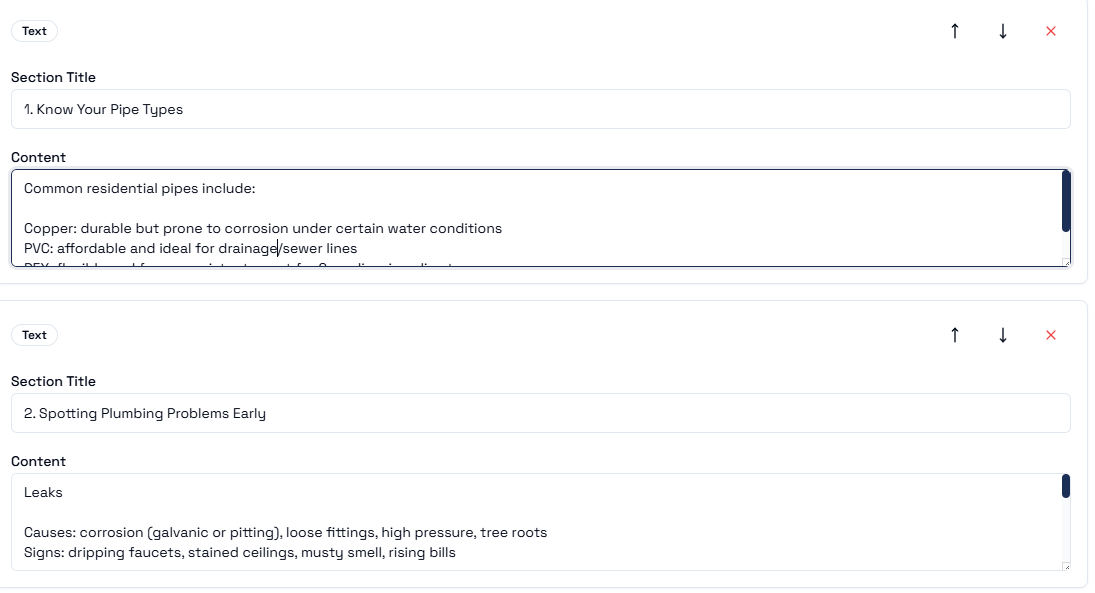 Text
Section Title
1. Know Your Pipe Types
Content
Common residential pipes include:
Copper: durable but prone to corrosion under certain water conditions
PVC: affordable and ideal for drainage/sewer lines
Text
Section Title
2. Spotting Plumbing Problems Early
Content
Leaks
Causes: corrosion (galvanic or pitting), loose fittings, high pressure, tree roots
Signs: dripping faucets, stained ceilings, musty smell, rising bills